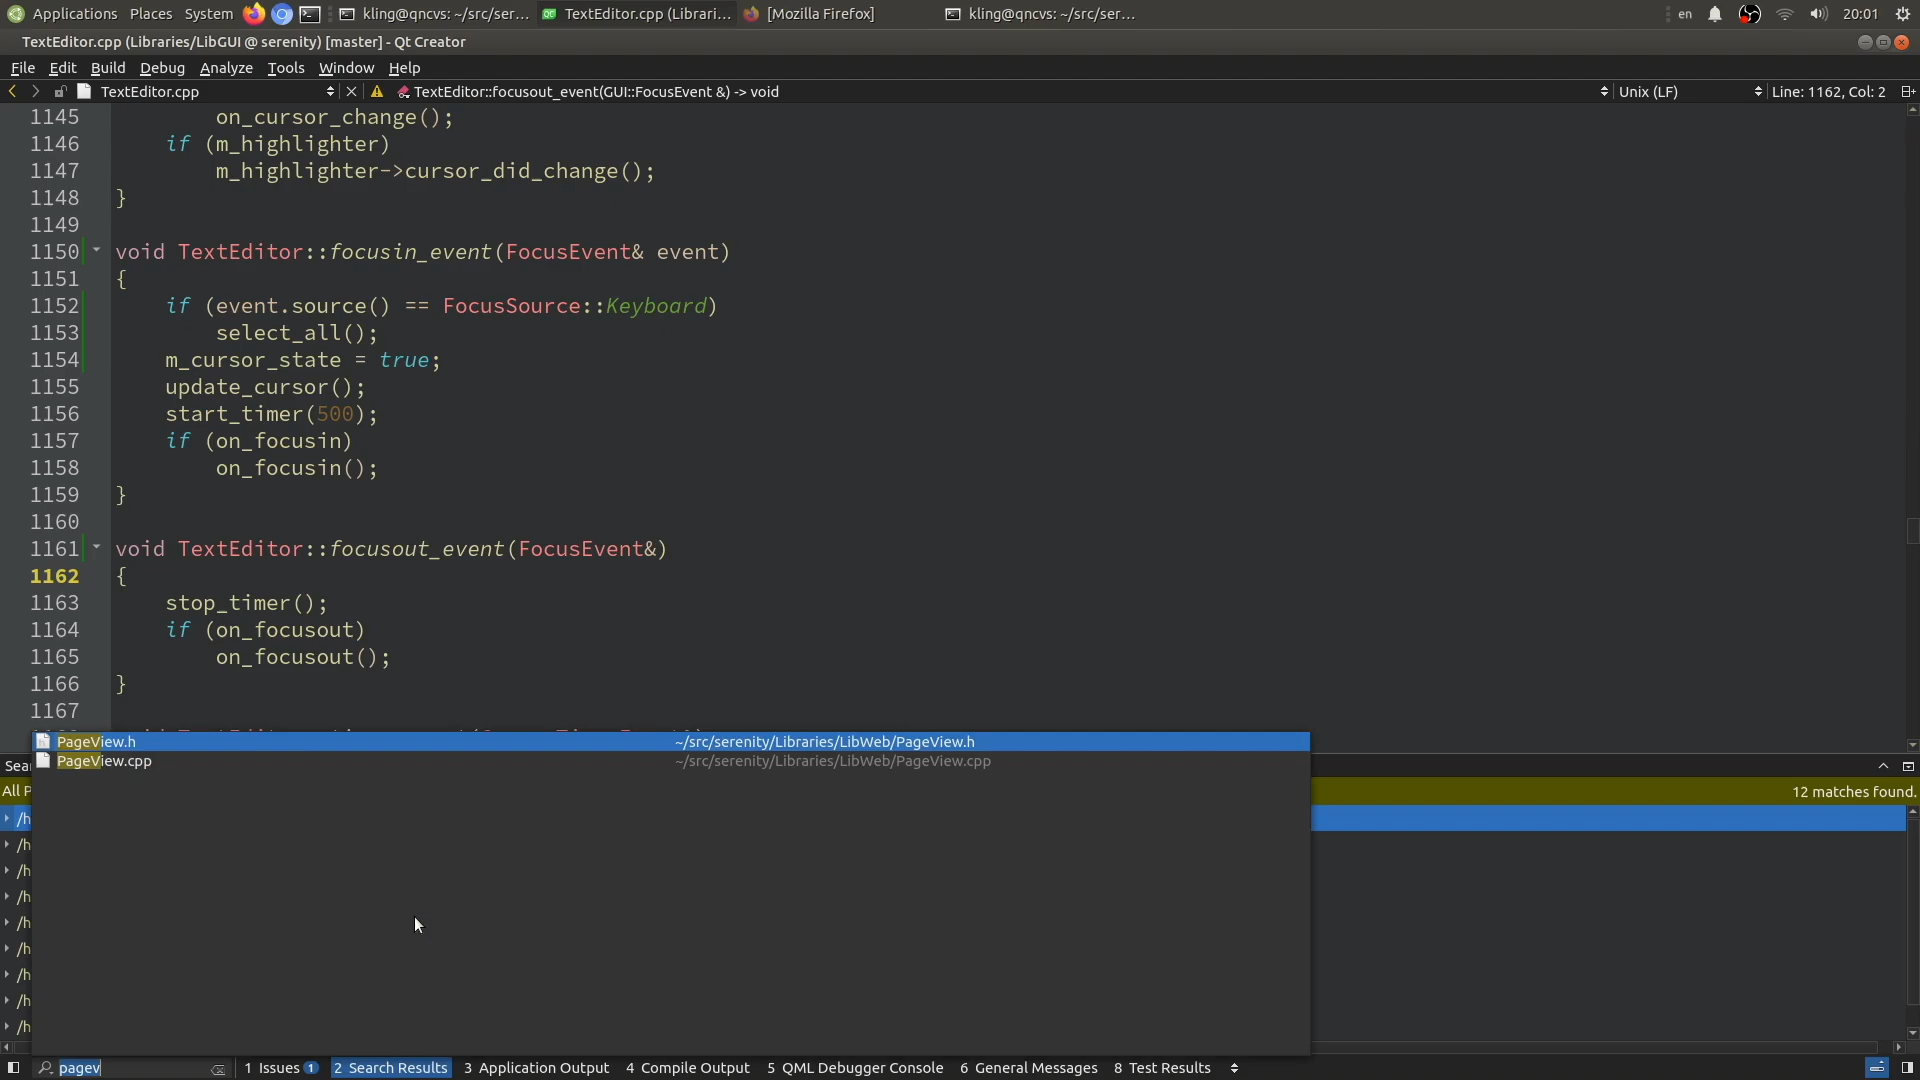 Applications Places System kling@qncvs: ~/src/ser... TextEditor.cpp (Librari... [Mozilla Firefox] kling@qncvs: ~/src/ser... en 20:01
TextEditor.cpp (Libraries/LibGUI @ serenity) [master] - Qt Creator
File Edit Build Debug Analyze Tools Window Help
TextEditor.cpp TextEditor::focusout_event(GUI::FocusEvent &) -> void Unix (LF) Line: 1162, Col: 2
1145 on_cursor_change();
1146 if (m_highlighter)
1147 m_highlighter->cursor_did_change();
1148 }
1149
1150 void TextEditor::focusin_event(FocusEvent& event)
1151 {
1152 if (event.source() == FocusSource::Keyboard)
1153 select_all();
1154 m_cursor_state = true;
1155 update_cursor();
1156 start_timer(500);
1157 if (on_focusin)
1158 on_focusin();
1159 }
1160
1161 void TextEditor::focusout_event(FocusEvent&)
1162 {
1163 stop_timer();
1164 if (on_focusout)
1165 on_focusout();
1166 }
1167
PageView.h ~/src/serenity/Libraries/LibWeb/PageView.h
PageView.cpp ~/src/serenity/Libraries/LibWeb/PageView.cpp
Sea
All P 12 matches found.
/h
/h
/h
/h
/h
/h
/h
/h
/h
pagev 1 Issues 1 2 Search Results 3 Application Output 4 Compile Output 5 QML Debugger Console 6 General Messages 8 Test Results